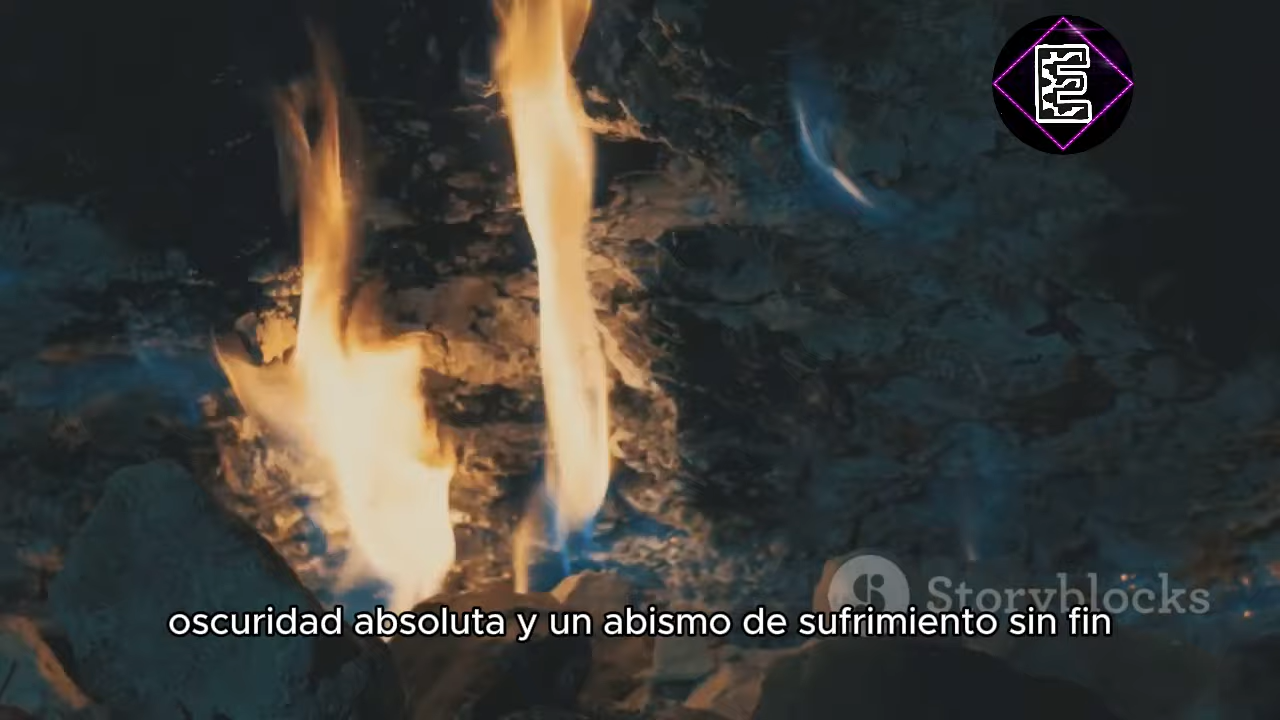 E
Storyblocks
oscuridad absoluta y un abismo de sufrimiento sin fin